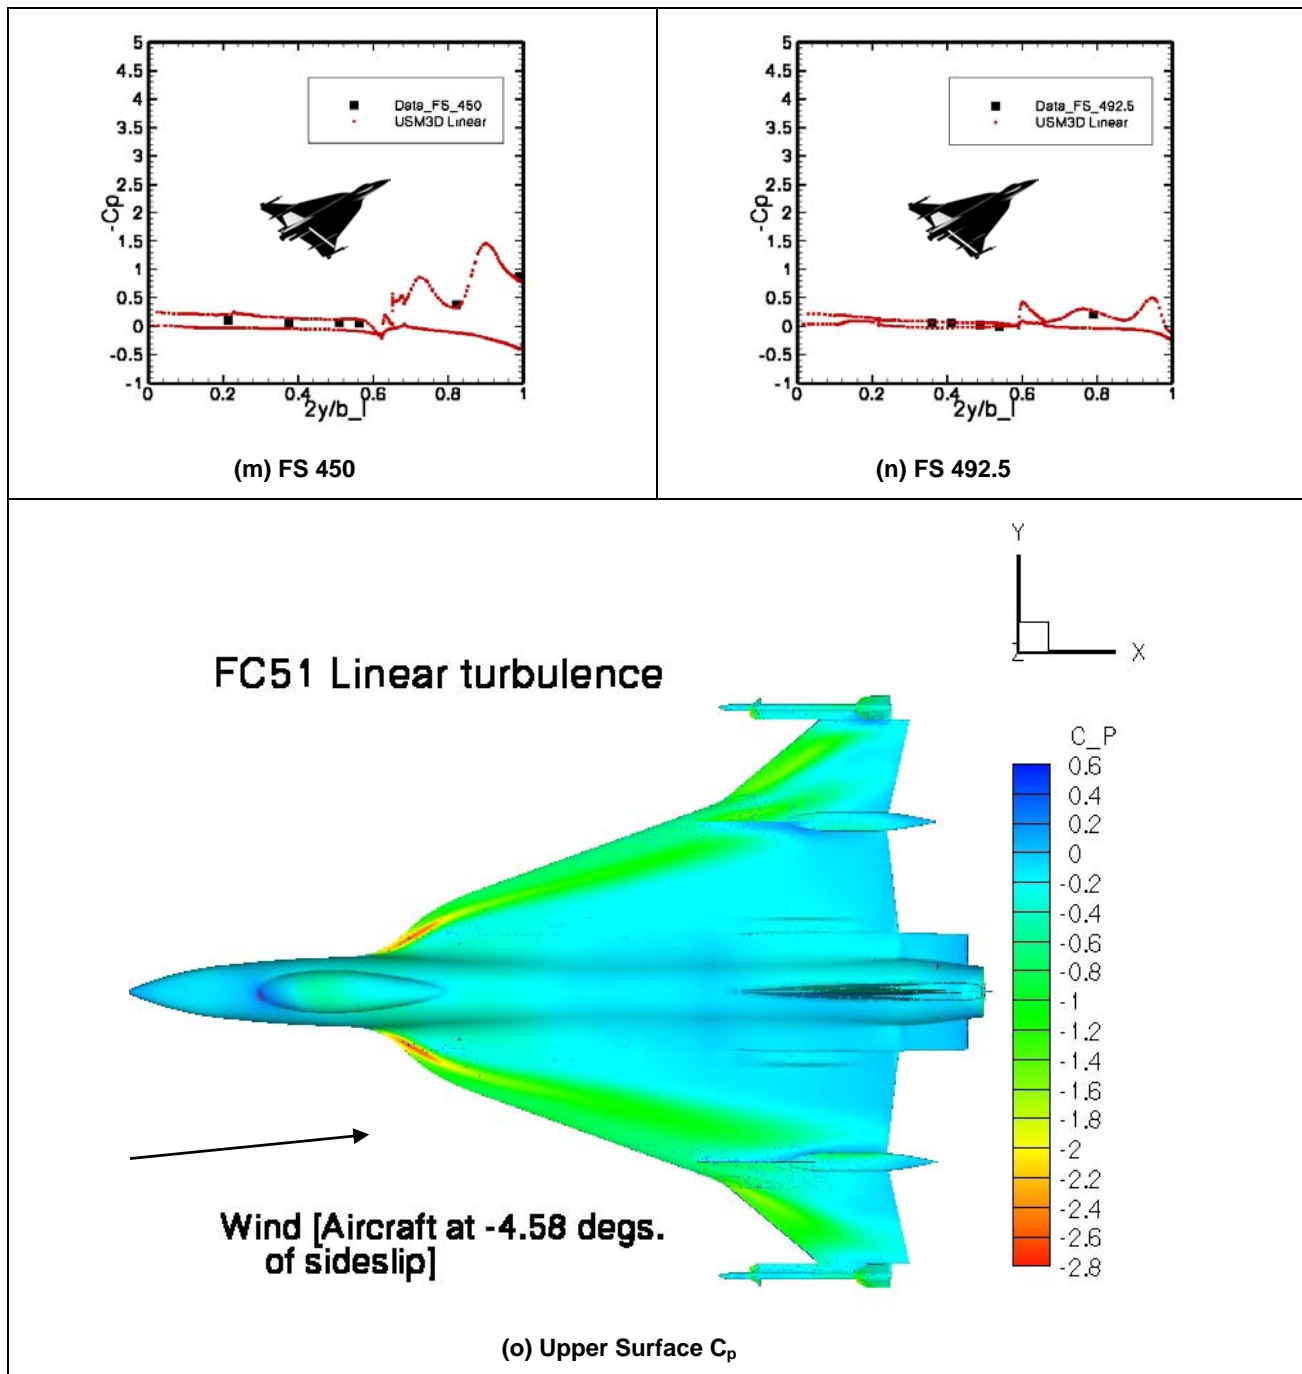 5
4.5
4
3.5
3
2.5
2
1.5
1
0.5
0
-0.5
-1
-Cp
Data_FS_450
USM3D Linear
0 0.2 0.4 0.6 0.8 1
2y/b_l
(m) FS 450
5
4.5
4
3.5
3
2.5
2
1.5
1
0.5
0
-0.5
-1
-Cp
Data_FS_492.5
USM3D Linear
0 0.2 0.4 0.6 0.8 1
2y/b_l
(n) FS 492.5
Y
Z X
FC51 Linear turbulence
C_P
0.6
0.4
0.2
0
-0.2
-0.4
-0.6
-0.8
-1
-1.2
-1.4
-1.6
-1.8
-2
-2.2
-2.4
-2.6
-2.8
Wind [Aircraft at -4.58 degs.
of sideslip]
(o) Upper Surface Cp